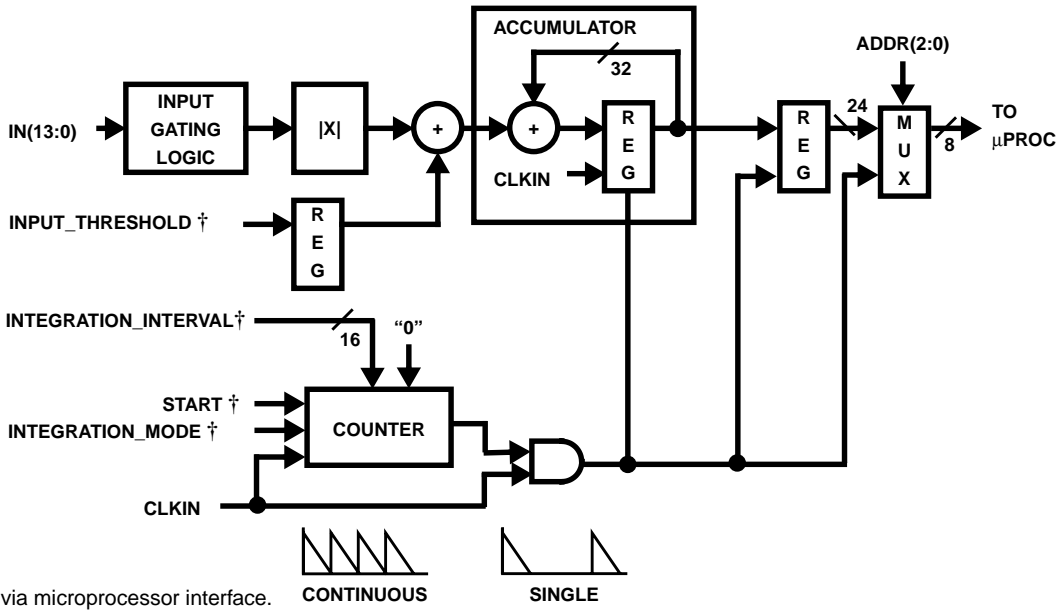 ACCUMULATOR
32
ADDR(2:0)
IN(13:0)
INPUT
GATING
LOGIC
|X|
+
+
R
E
G
CLKIN
R
E
G
24
M
U
X
8
TO
µPROC
INPUT_THRESHOLD †
R
E
G
INTEGRATION_INTERVAL†
16
“0”
START †
INTEGRATION_MODE †
COUNTER
CLKIN
via microprocessor interface.
CONTINUOUS
SINGLE